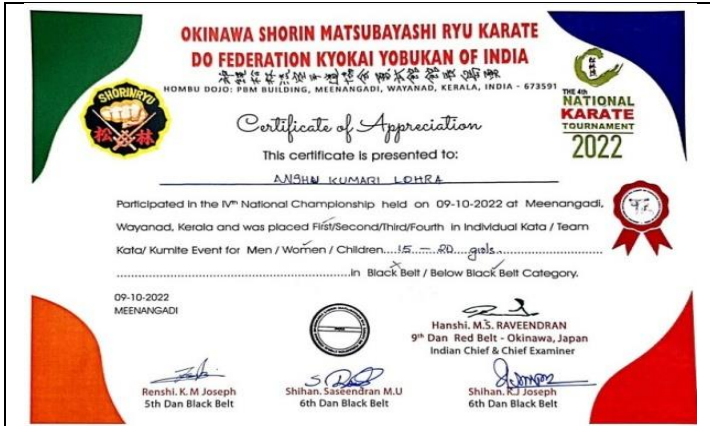 OKINAWA SHORIN MATSUBAYASHI RYU KARATE
DO FEDERATION KYOKAI YOBUKAN OF INDIA
HOMBU DOJO: PBM BUILDING, MEENANGADI, WAYANAD, KERALA, INDIA - 673591
SHORINRYU
松 林
THE 4th
NATIONAL
KARATE
TOURNAMENT
2022
Certificate of Appreciation
This certificate is presented to:
ANSHU KUMARI LOHRA
Participated in the IVth National Championship held on 09-10-2022 at Meenangadi,
Wayanad, Kerala and was placed First/Second/Third/Fourth in Individual Kata / Team
Kata/ Kumite Event for Men / Women / Children....15 - 20 girls..............
....................................................in Black Belt / Below Black Belt Category.
09-10-2022
MEENANGADI
Hanshi. M.S. RAVEENDRAN
9th Dan Red Belt - Okinawa, Japan
Indian Chief & Chief Examiner
Renshi. K. M Joseph
5th Dan Black Belt
Shihan. Saseendran M.U
6th Dan Black Belt
Shihan. K.J Joseph
6th Dan Black Belt